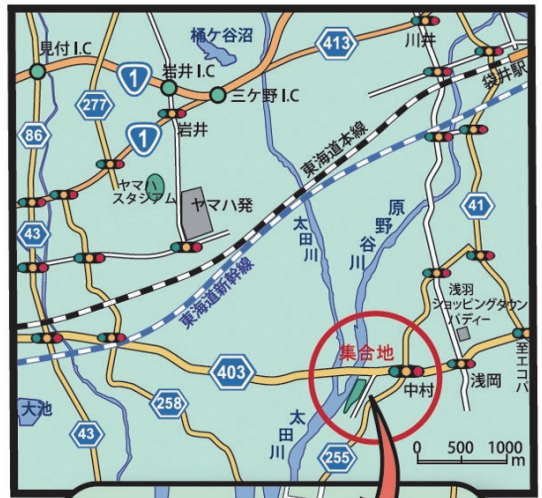 桶ケ谷沼
413
川井
見付 I.C
1
岩井 I.C
三ケ野 I.C
袋井駅
277
1
岩井
86
東海道本線
ヤマハ
スタジアム
ヤマハ発
41
43
太田川
原野谷川
東海道新幹線
浅羽
ショッピングタウン
パディー
集合地
至エコパ
403
中村
浅岡
大池
258
太田川
43
255
0 500 1000
m